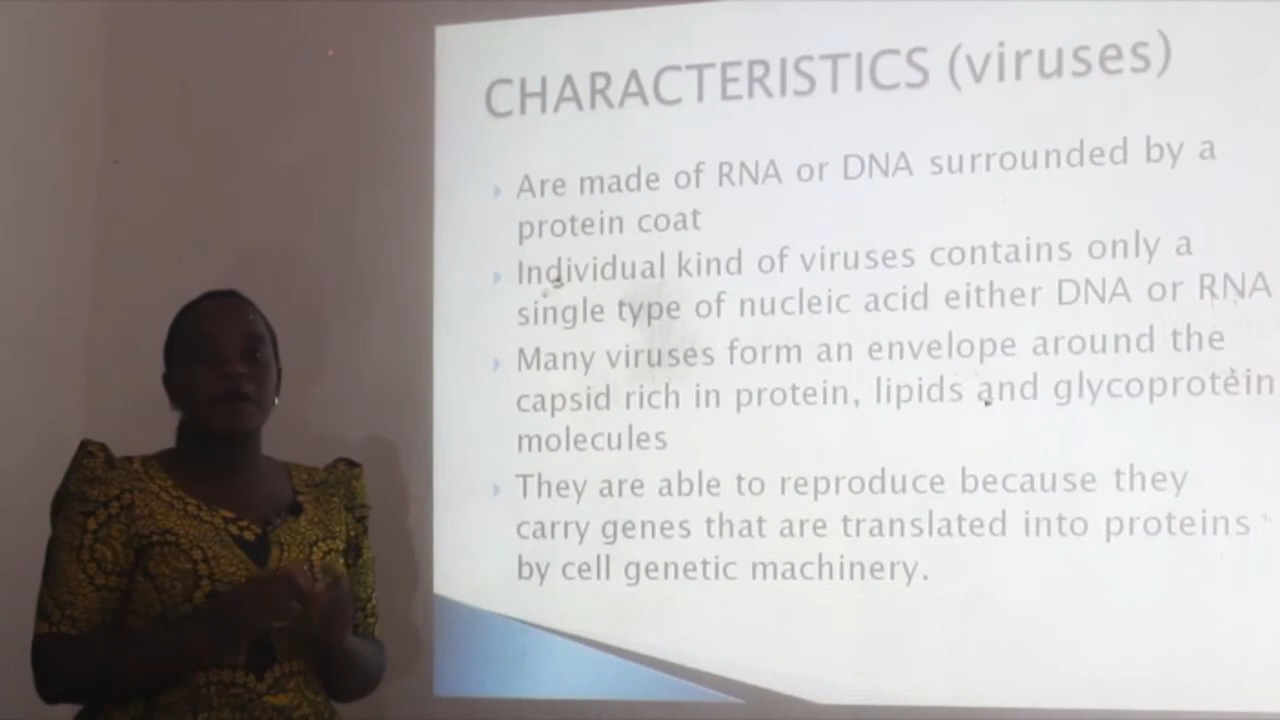 CHARACTERISTICS (viruses)
Are made of RNA or DNA surrounded by a
protein coat
Individual kind of viruses contains only a
single type of nucleic acid either DNA or RNA
Many viruses form an envelope around the
capsid rich in protein, lipids and glycoprotein
molecules
They are able to reproduce because they
carry genes that are translated into proteins
by cell genetic machinery.